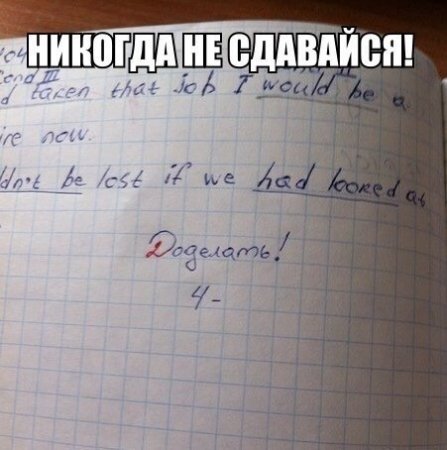 НИКОГДА НЕ СДАВАЙСЯ!
Cond III
d taken that job I would be a
ire now.
ldn't be lost if we had looked at
Доделать!
4-